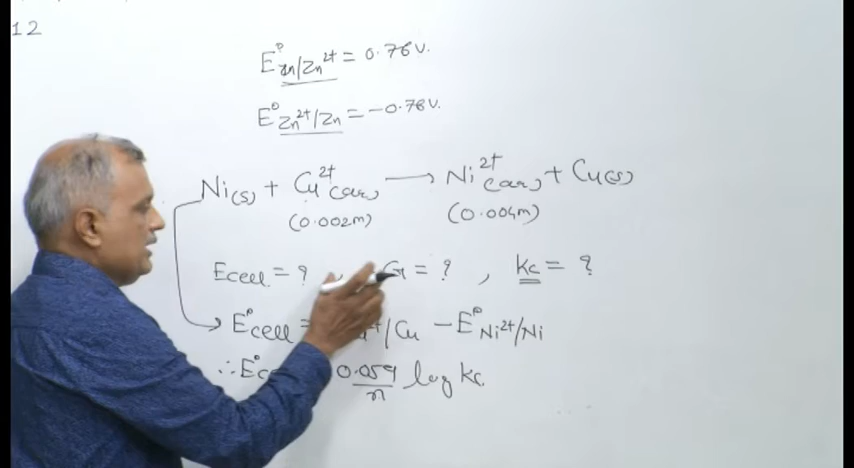 12
E° Zn/Zn²⁺ = 0.76V.
E° Zn²⁺/Zn = -0.76V.
Ni(s) + Cu²⁺(aq) → Ni²⁺(aq) + Cu(s)
(0.002m) (0.004m)
Ecell = ? , G = ? , Kc = ?
E°cell = /Cu - E° Ni²⁺/Ni
∴ E° 0.059/n log Kc